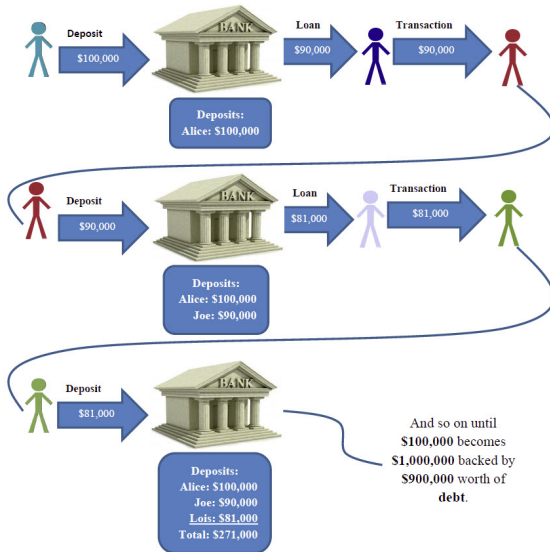 Deposit
$100,000
BANK
Loan
$90,000
Transaction
$90,000
Deposits:
Alice: $100,000
Deposit
$90,000
BANK
Loan
$81,000
Transaction
$81,000
Deposits:
Alice: $100,000
Joe: $90,000
Deposit
$81,000
BANK
And so on until
$100,000 becomes
$1,000,000 backed by
$900,000 worth of
debt.
Deposits:
Alice: $100,000
Joe: $90,000
Lois: $81,000
Total: $271,000